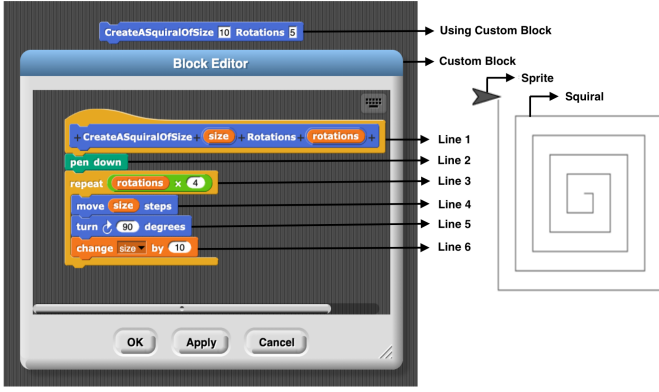 CreateASquiralOfSize 10 Rotations 5
Using Custom Block
Block Editor
Custom Block
Sprite
Squiral
+ CreateASquiralOfSize + size + Rotations + rotations +
Line 1
pen down
Line 2
repeat rotations × 4
Line 3
move size steps
Line 4
turn 90 degrees
Line 5
change size by 10
Line 6
OK Apply Cancel